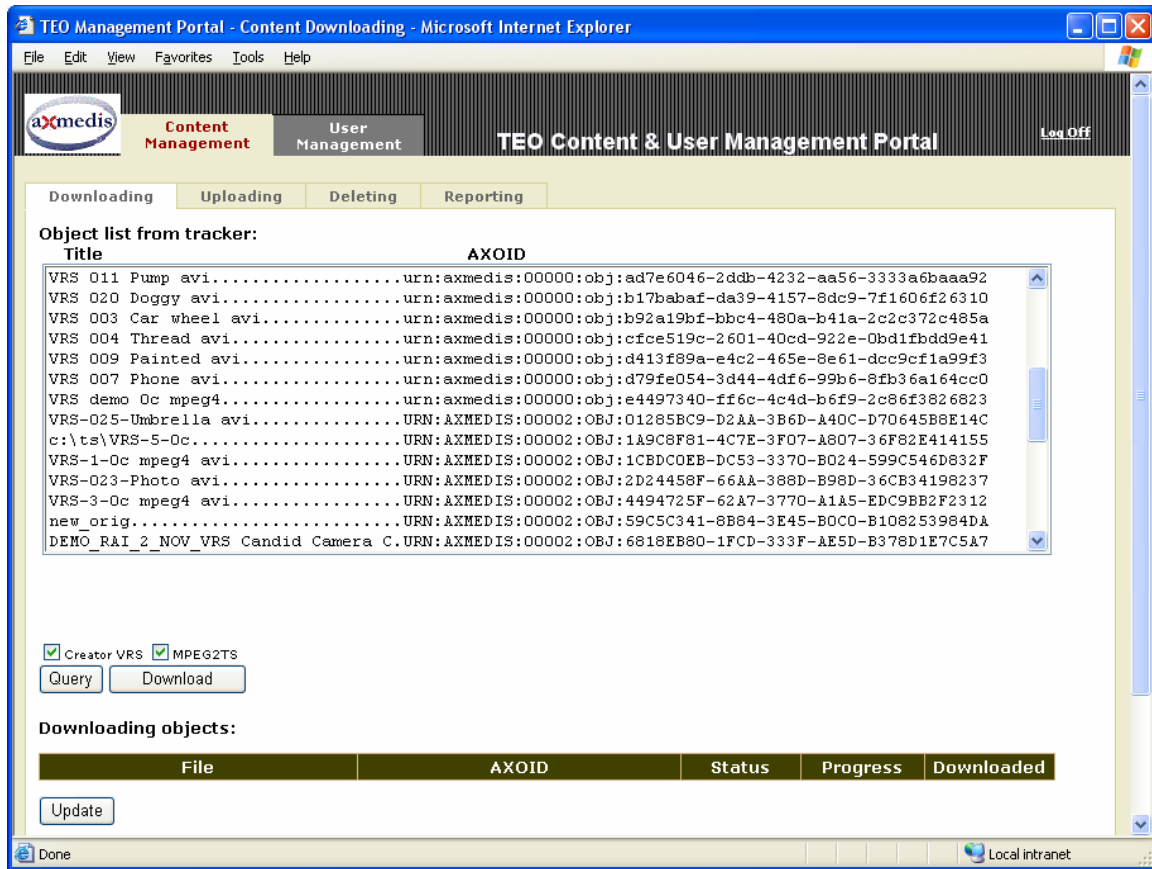 TEO Management Portal - Content Downloading - Microsoft Internet Explorer
File Edit View Favorites Tools Help
axmedis
Content Management
User Management
TEO Content & User Management Portal
Log Off
Downloading Uploading Deleting Reporting
Object list from tracker:
Title AXOID
VRS 011 Pump avi...................urn:axmedis:00000:obj:ad7e6046-2ddb-4232-aa56-3333a6baaa92
VRS 020 Doggy avi..................urn:axmedis:00000:obj:b17babaf-da39-4157-8dc9-7f1606f26310
VRS 003 Car wheel avi..............urn:axmedis:00000:obj:b92a19bf-bbc4-480a-b41a-2c2c372c485a
VRS 004 Thread avi.................urn:axmedis:00000:obj:cfce519c-2601-40cd-922e-0bd1fbdd9e41
VRS 009 Painted avi................urn:axmedis:00000:obj:d413f89a-e4c2-465e-8e61-dcc9cf1a99f3
VRS 007 Phone avi..................urn:axmedis:00000:obj:d79fe054-3d44-4df6-99b6-8fb36a164cc0
VRS demo 0c mpeg4..................urn:axmedis:00000:obj:e4497340-ff6c-4c4d-b6f9-2c86f3826823
VRS-025-Umbrella avi...............URN:AXMEDIS:00002:OBJ:01285BC9-D2AA-3B6D-A40C-D70645B8E14C
c:\ts\VRS-5-0c.....................URN:AXMEDIS:00002:OBJ:1A9C8F81-4C7E-3F07-A807-36F82E414155
VRS-1-0c mpeg4 avi.................URN:AXMEDIS:00002:OBJ:1CBDC0EB-DC53-3370-B024-599C546D832F
VRS-023-Photo avi..................URN:AXMEDIS:00002:OBJ:2D24458F-66AA-388D-B98D-36CB34198237
VRS-3-0c mpeg4 avi.................URN:AXMEDIS:00002:OBJ:4494725F-62A7-3770-A1A5-EDC9BB2F2312
new_orig...........................URN:AXMEDIS:00002:OBJ:59C5C341-8B84-3E45-B0C0-B108253984DA
DEMO_RAI_2_NOV_VRS Candid Camera C.URN:AXMEDIS:00002:OBJ:6818EB80-1FCD-333F-AE5D-B378D1E7C5A7
Creator VRS MPEG2TS
Query Download
Downloading objects:
File AXOID Status Progress Downloaded
Update
Done Local intranet